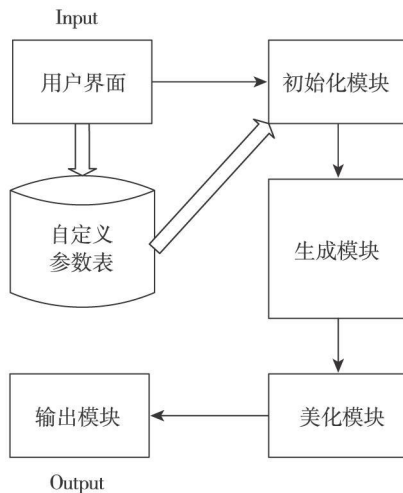 Input
用户界面
初始化模块
自定义
参数表
生成模块
输出模块
美化模块
Output